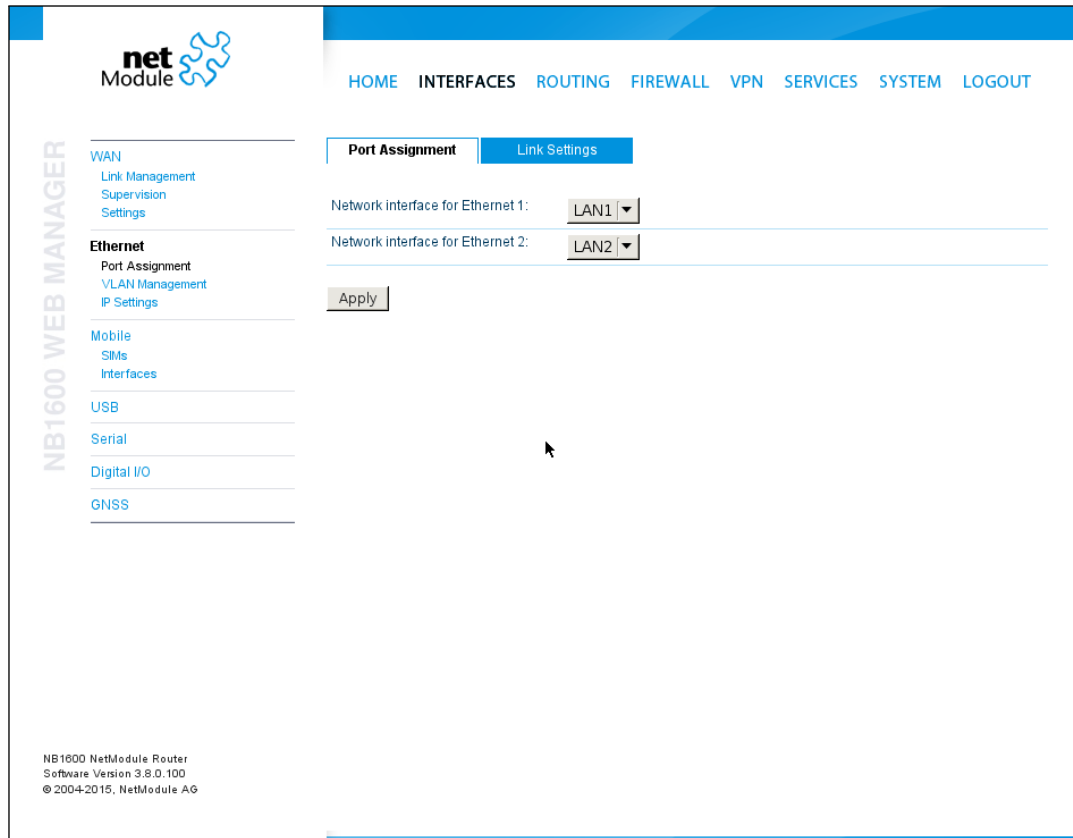 net
Module
HOME INTERFACES ROUTING FIREWALL VPN SERVICES SYSTEM LOGOUT
NB1600 WEB MANAGER
WAN
Link Management
Supervision
Settings
Ethernet
Port Assignment
VLAN Management
IP Settings
Mobile
SIMs
Interfaces
USB
Serial
Digital I/O
GNSS
Port Assignment Link Settings
Network interface for Ethernet 1: LAN1
Network interface for Ethernet 2: LAN2
Apply
NB1600 NetModule Router
Software Version 3.8.0.100
© 2004-2015, NetModule AG